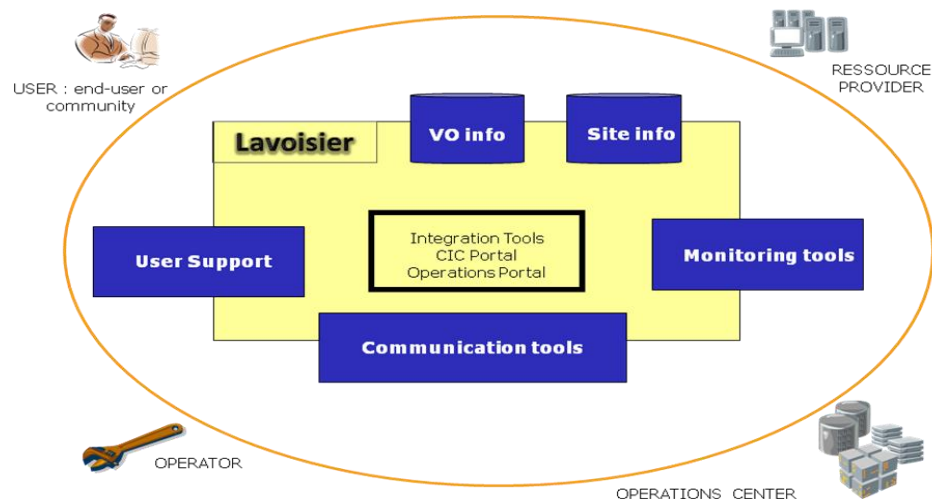 USER : end-user or
community
RESSOURCE
PROVIDER
Lavoisier
VO info
Site info
Integration Tools
CIC Portal
Operations Portal
User Support
Monitoring tools
Communication tools
OPERATOR
OPERATIONS CENTER